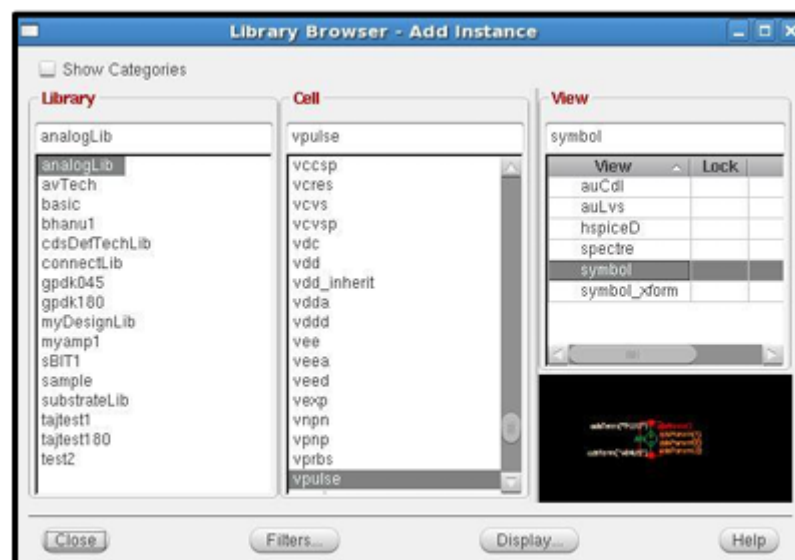 Library Browser - Add Instance
Show Categories
Library
analogLib
analogLib
avTech
basic
bhanu1
cdsDefTechLib
connectLib
gpdk045
gpdk180
myDesignLib
myamp1
sBIT1
sample
substrateLib
tajtest1
tajtest180
test2
Cell
vpulse
vccsp
vcres
vcvs
vcvsp
vdc
vdd
vdd_inherit
vdda
vddd
vee
veea
veed
vexp
vnpn
vpnp
vprbs
vpulse
View
symbol
View Lock
auCdl
auLvs
hspiceD
spectre
symbol
symbol_xform
Close Filters... Display... Help